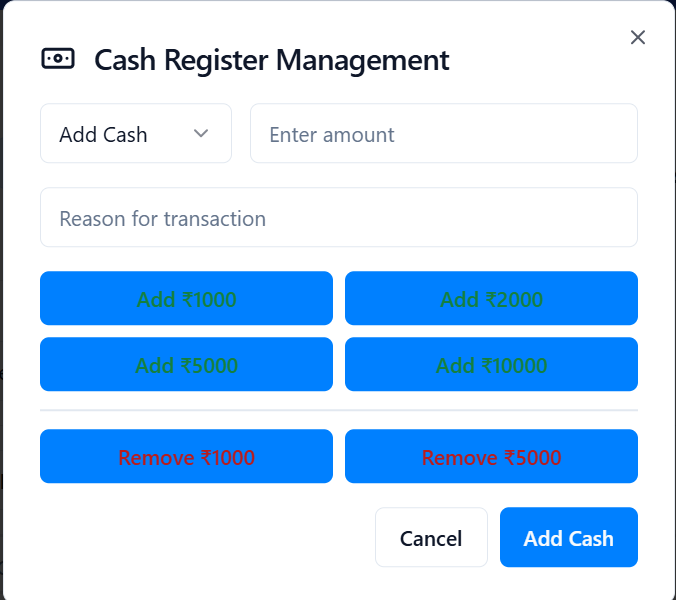 Cash Register Management
Add Cash
Enter amount
Reason for transaction
Add ₹1000
Add ₹2000
Add ₹5000
Add ₹10000
Remove ₹1000
Remove ₹5000
Cancel
Add Cash